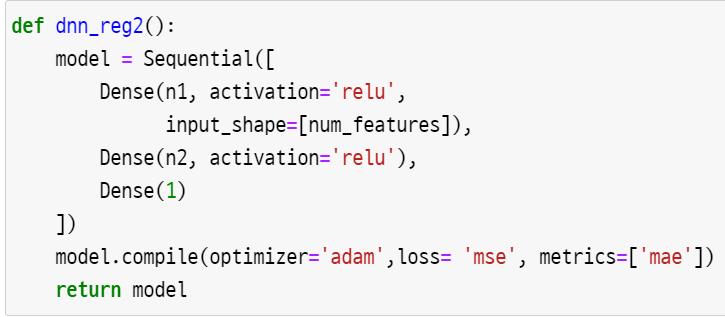 def dnn_reg2():
    model = Sequential([
        Dense(n1, activation='relu',
              input_shape=[num_features]),
        Dense(n2, activation='relu'),
        Dense(1)
    ])
    model.compile(optimizer='adam',loss= 'mse', metrics=['mae'])
    return model